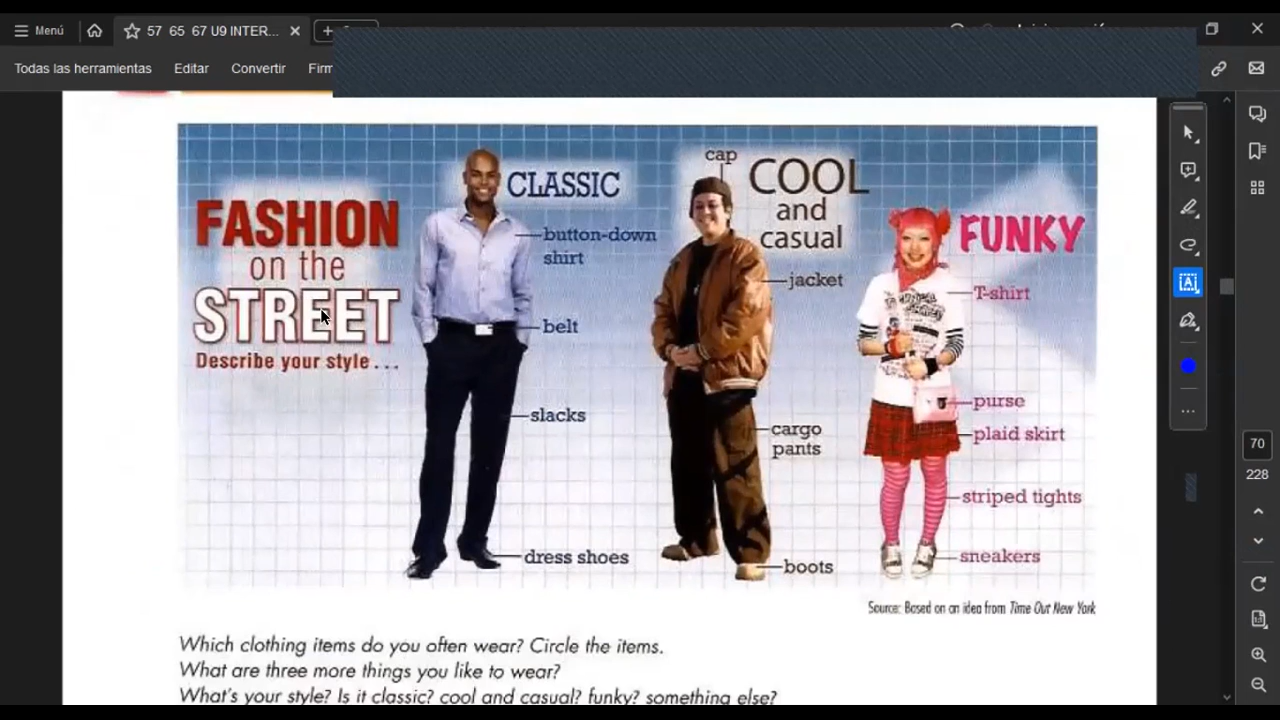 Menú
57 65 67 U9 INTER...
Todas las herramientas
Editar
Convertir
FASHION
on the
STREET
Describe your style . . .
CLASSIC
button-down
shirt
belt
slacks
dress shoes
cap
COOL
and
casual
jacket
cargo
pants
boots
FUNKY
T-shirt
purse
plaid skirt
striped tights
sneakers
Source: Based on an idea from Time Out New York
Which clothing items do you often wear? Circle the items.
What are three more things you like to wear?
What's your style? Is it classic? cool and casual? funky? something else?
70
228